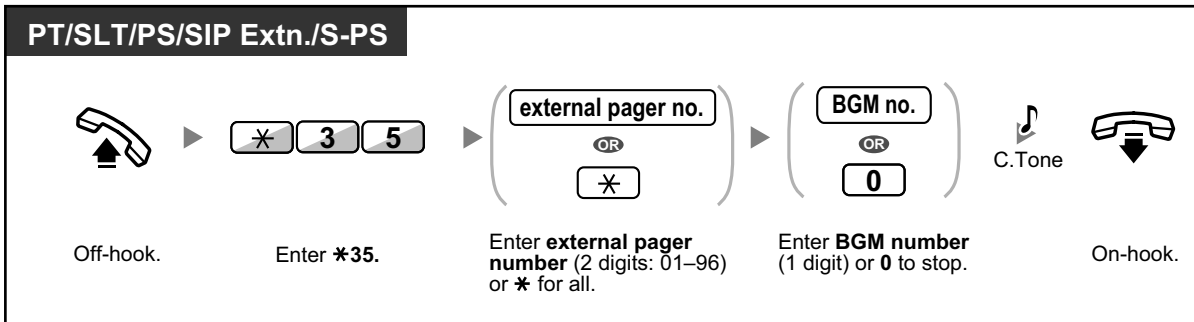 PT/SLT/PS/SIP Extn./S-PS
external pager no.
OR
*
BGM no.
OR
0
* 3 5
C.Tone
Off-hook.
Enter *35.
Enter external pager
number (2 digits: 01–96)
or * for all.
Enter BGM number
(1 digit) or 0 to stop.
On-hook.